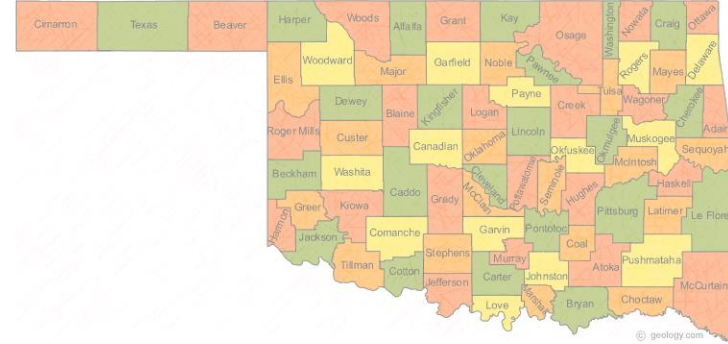 Cimarron
Texas
Beaver
Harper
Woods
Alfalfa
Grant
Kay
Osage
Washington
Nowata
Craig
Ottawa
Woodward
Ellis
Major
Garfield
Noble
Pawnee
Rogers
Mayes
Delaware
Tulsa
Dewey
Blaine
Kingfisher
Logan
Payne
Creek
Wagoner
Cherokee
Adair
Roger Mills
Custer
Canadian
Oklahoma
Lincoln
Okfuskee
Okmulgee
Muskogee
Sequoyah
McIntosh
Beckham
Washita
Caddo
Grady
Cleveland
McClain
Pottawatomie
Seminole
Hughes
Haskell
Pittsburg
Latimer
Le Flore
Harmon
Greer
Kiowa
Jackson
Comanche
Tillman
Cotton
Stephens
Garvin
Pontotoc
Coal
Murray
Atoka
Pushmataha
McCurtain
Jefferson
Carter
Johnston
Love
Marshall
Bryan
Choctaw
© geology.com